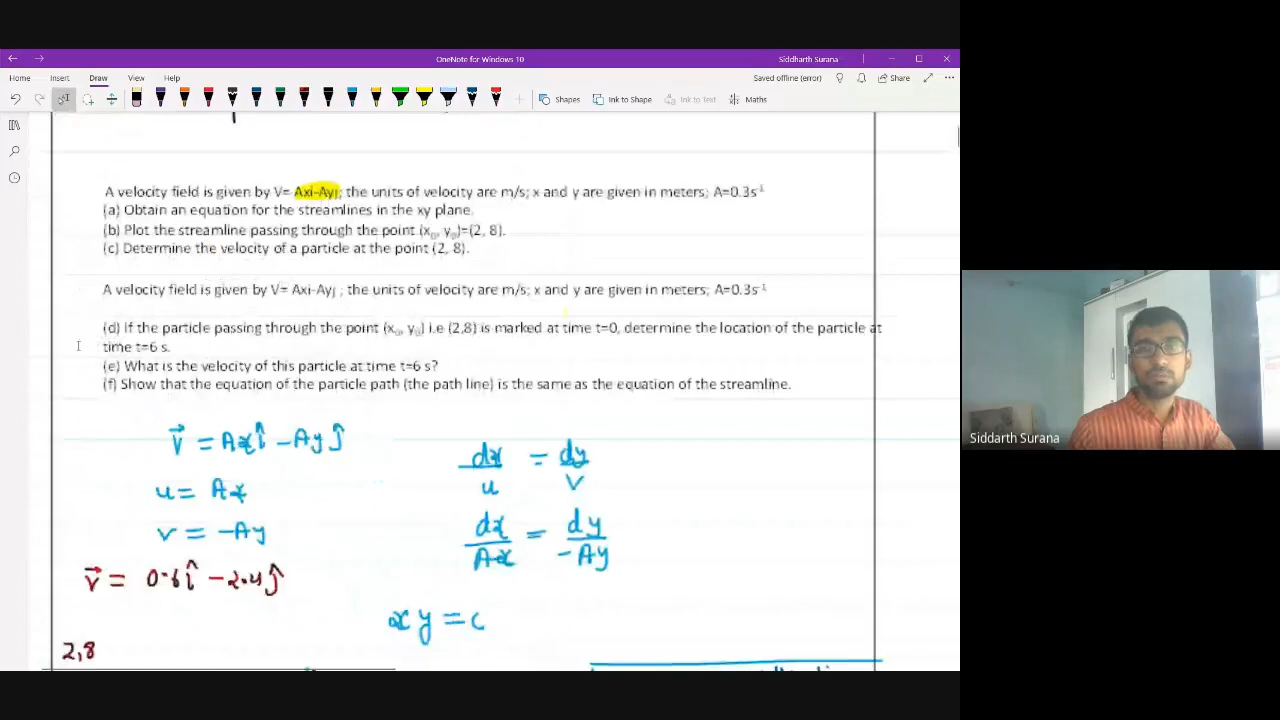 OneNote for Windows 10
Siddharth Surana
Home Insert Draw View Help
Saved offline (error)
Share
Shapes
Ink to Shape
Ink to Text
Maths
A velocity field is given by V= Axi-Ayj; the units of velocity are m/s; x and y are given in meters; A=0.3s⁻¹
(a) Obtain an equation for the streamlines in the xy plane.
(b) Plot the streamline passing through the point (x₀, y₀)=(2, 8).
(c) Determine the velocity of a particle at the point (2, 8).
A velocity field is given by V= Axi-Ayj ; the units of velocity are m/s; x and y are given in meters; A=0.3s⁻¹
(d) If the particle passing through the point (x₀, y₀) i.e (2,8) is marked at time t=0, determine the location of the particle at
time t=6 s.
(e) What is the velocity of this particle at time t=6 s?
(f) Show that the equation of the particle path (the path line) is the same as the equation of the streamline.
V⃗ = Axî - Ayĵ
dx/u = dy/v
u = Ax
v = -Ay
dx/Ax = dy/-Ay
v⃗ = 0.6î - 2.4ĵ
xy = c
2,8
Siddarth Surana